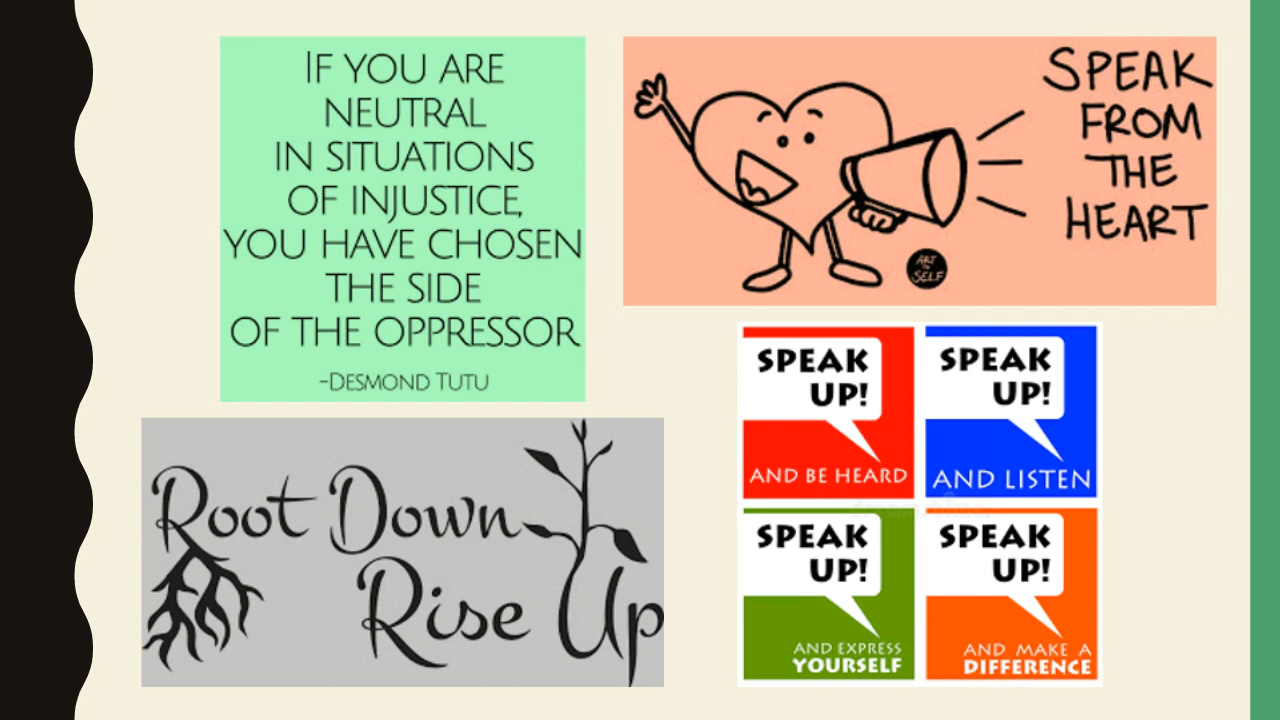 IF YOU ARE
NEUTRAL
IN SITUATIONS
OF INJUSTICE,
YOU HAVE CHOSEN
THE SIDE
OF THE OPPRESSOR
-DESMOND TUTU
SPEAK
FROM
THE
HEART
ART
TO
SELF
Root Down
Rise Up
SPEAK
UP!
AND BE HEARD
SPEAK
UP!
AND LISTEN
SPEAK
UP!
AND EXPRESS
YOURSELF
SPEAK
UP!
AND MAKE A
DIFFERENCE